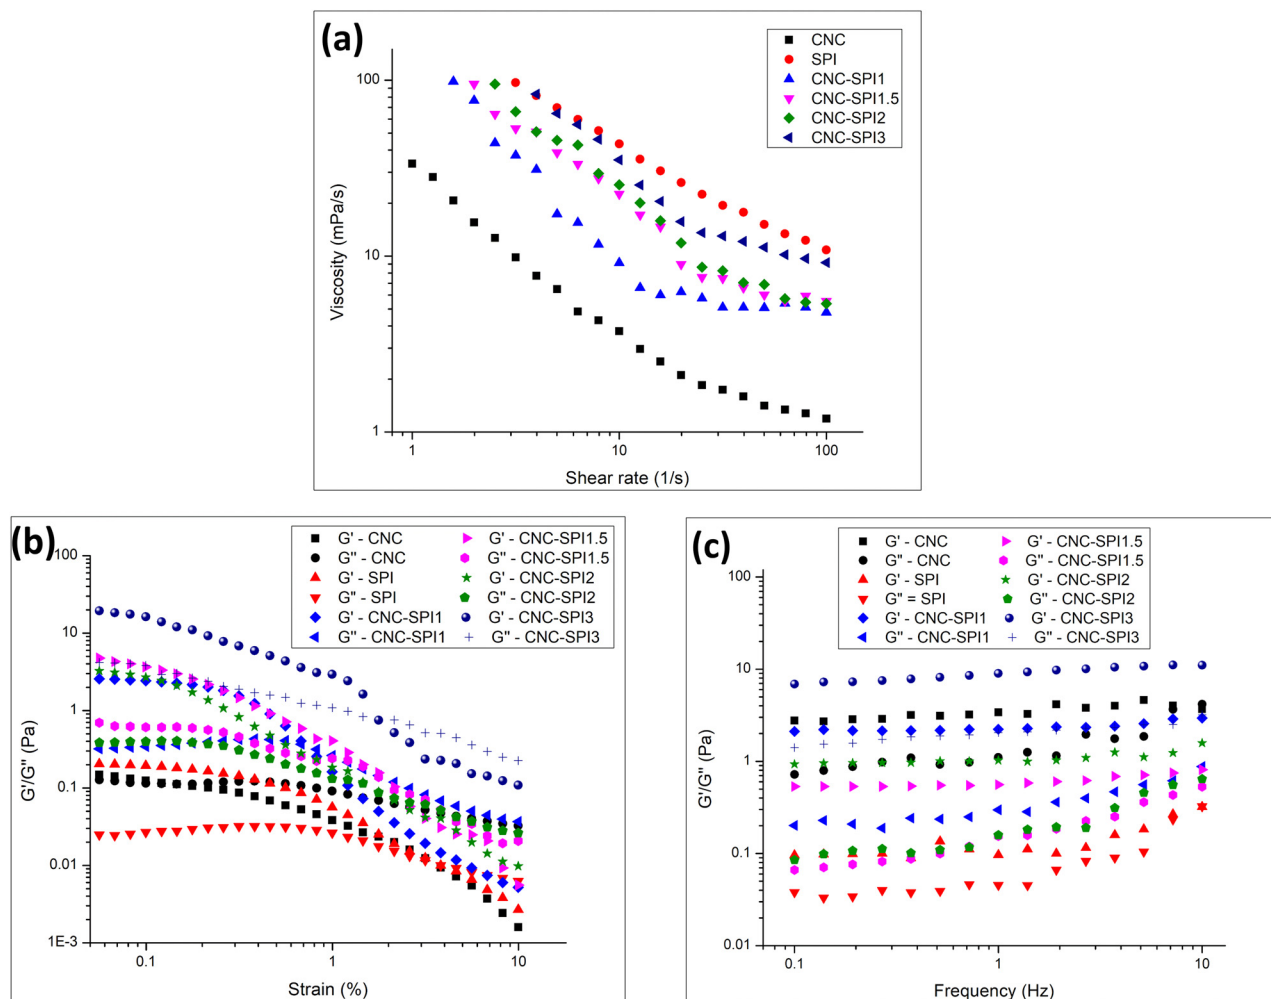 (a)
CNC
SPI
CNC-SPI1
CNC-SPI1.5
CNC-SPI2
CNC-SPI3
100
10
1
Viscosity (mPa/s)
1 10 100
Shear rate (1/s)
(b)
G' - CNC G' - CNC-SPI1.5
G'' - CNC G'' - CNC-SPI1.5
G' - SPI G' - CNC-SPI2
G'' - SPI G'' - CNC-SPI2
G' - CNC-SPI1 G' - CNC-SPI3
G'' - CNC-SPI1 G'' - CNC-SPI3
100
10
1
0.1
0.01
1E-3
G'/G'' (Pa)
0.1 1 10
Strain (%)
(c)
G' - CNC G' - CNC-SPI1.5
G'' - CNC G'' - CNC-SPI1.5
G' - SPI G' - CNC-SPI2
G'' = SPI G'' - CNC-SPI2
G' - CNC-SPI1 G' - CNC-SPI3
G'' - CNC-SPI1 G'' - CNC-SPI3
100
10
1
0.1
0.01
G'/G'' (Pa)
0.1 1 10
Frequency (Hz)